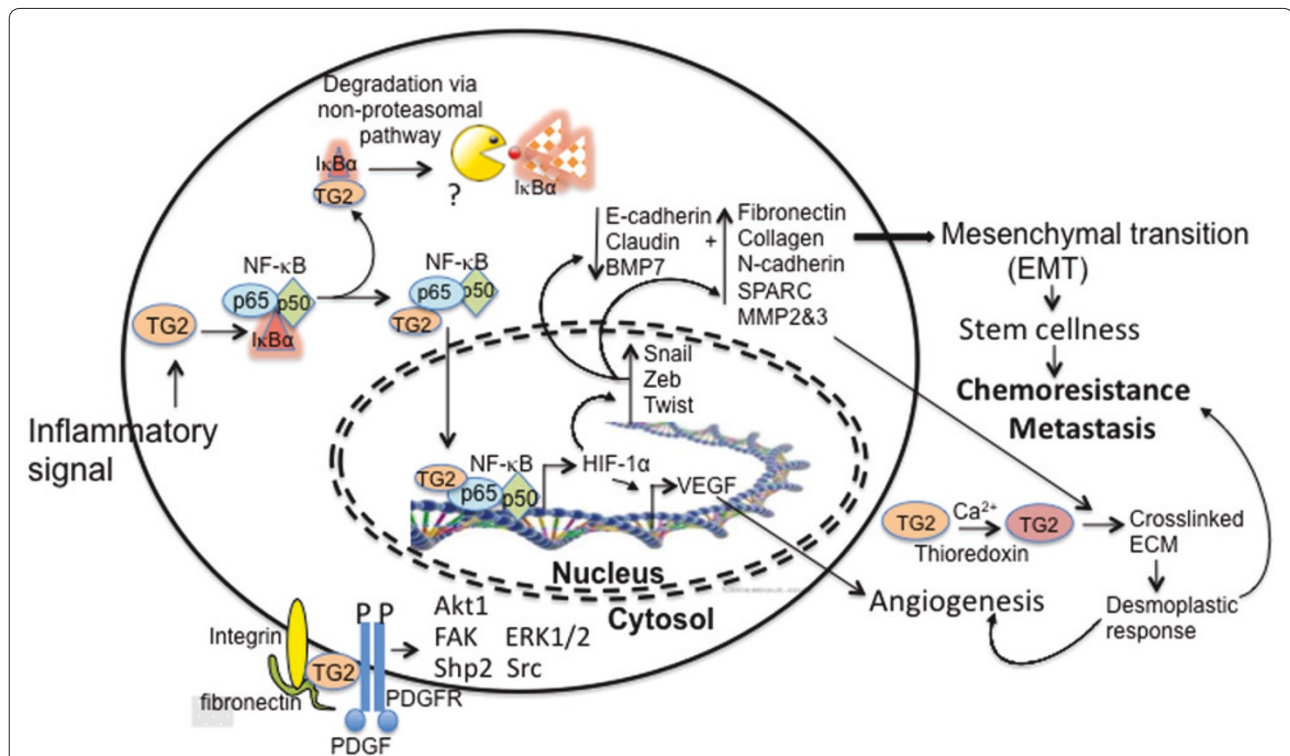 Degradation via
non-proteasomal
pathway
IκBα
TG2
?
IκBα
NF-κB
p65
p50
IκBα
TG2
NF-κB
p65
p50
TG2
Inflammatory
signal
E-cadherin
Claudin +
BMP7
Fibronectin
Collagen
N-cadherin
SPARC
MMP2&3
Mesenchymal transition
(EMT)
Stem cellness
Chemoresistance
Metastasis
Snail
Zeb
Twist
TG2
NF-κB
p65
p50
HIF-1α
VEGF
Nucleus
Cytosol
TG2
Ca²⁺
Thioredoxin
TG2
Crosslinked
ECM
Desmoplastic
response
Angiogenesis
Integrin
fibronectin
TG2
P P
PDGFR
PDGF
Akt1
FAK ERK1/2
Shp2 Src